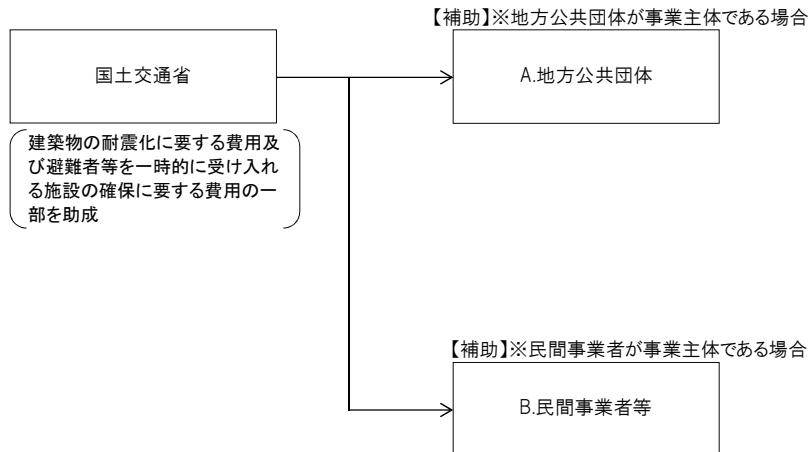 【補助】※地方公共団体が事業主体である場合
国土交通省
A.地方公共団体
建築物の耐震化に要する費用及
び避難者等を一時的に受け入れ
る施設の確保に要する費用の一
部を助成
【補助】※民間事業者が事業主体である場合
B.民間事業者等